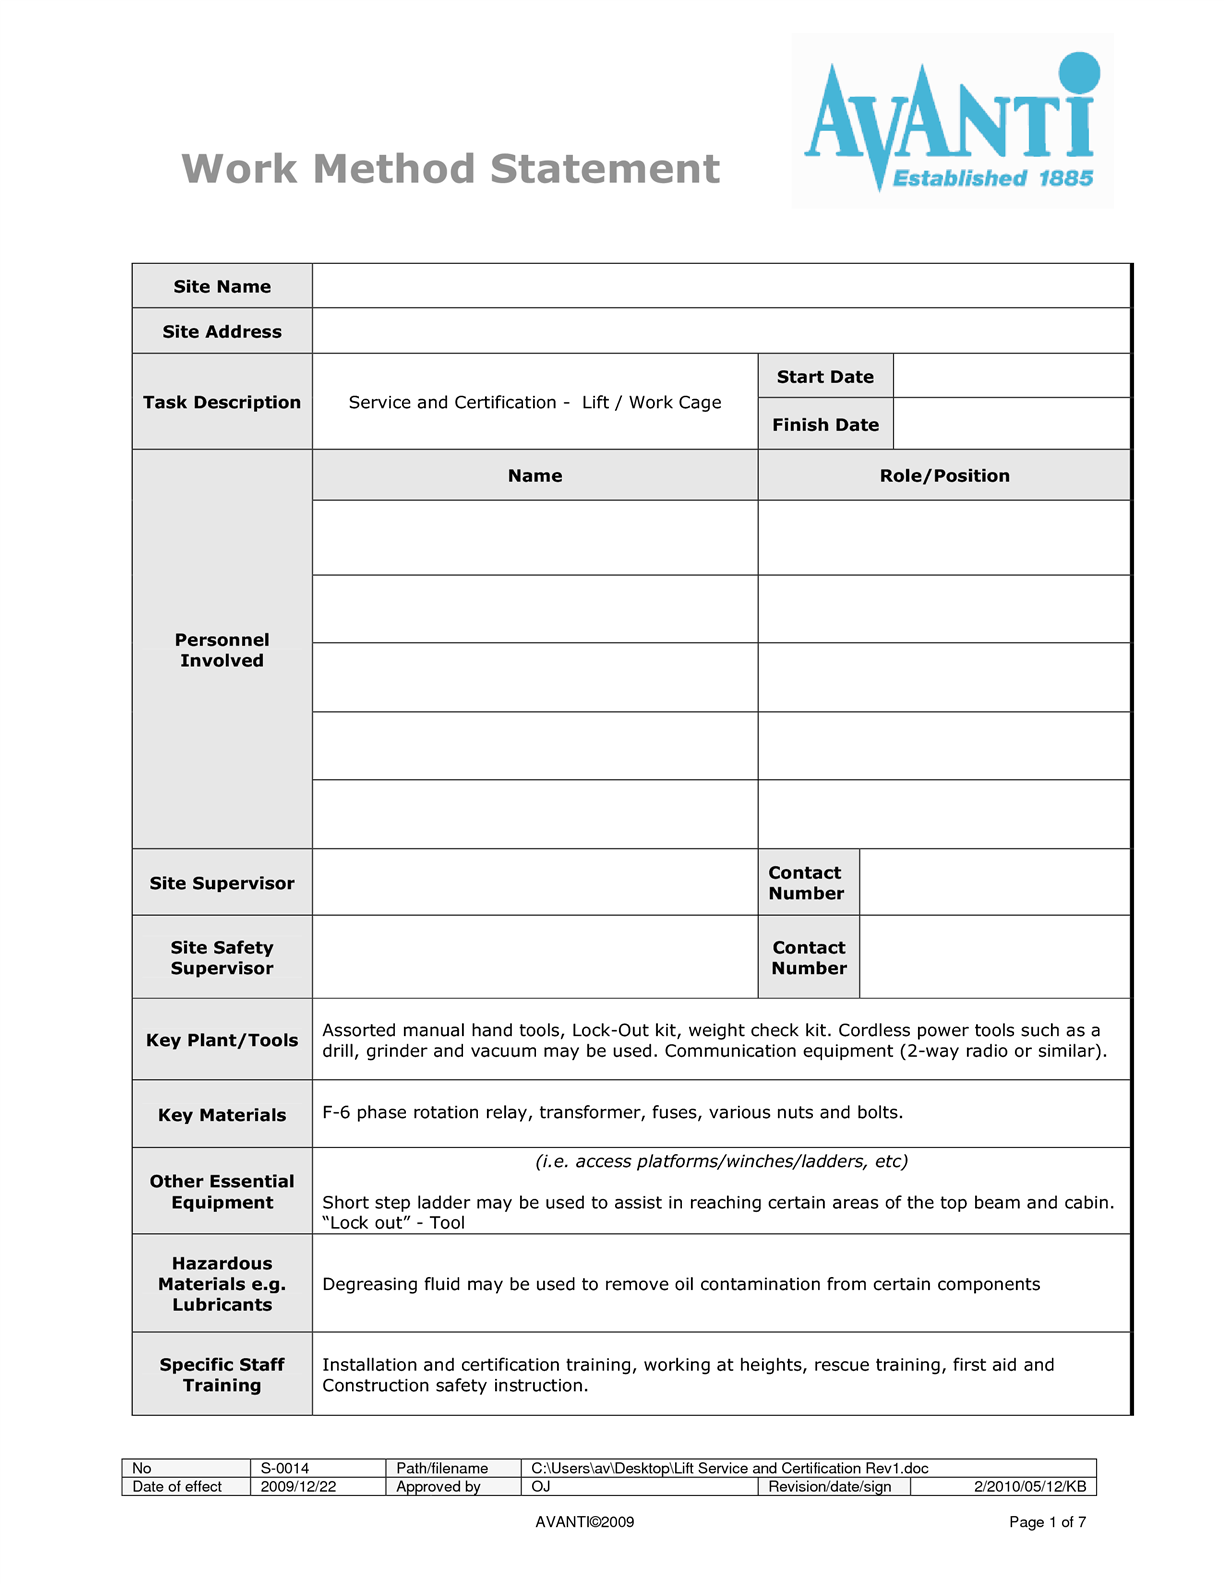 AVANTI
Established 1885
Work Method Statement
Site Name
Site Address
Task Description
Service and Certification -  Lift / Work Cage
Start Date
Finish Date
Personnel
Involved
Name
Role/Position
Site Supervisor
Contact
Number
Site Safety
Supervisor
Contact
Number
Key Plant/Tools
Assorted manual hand tools, Lock-Out kit, weight check kit. Cordless power tools such as a
drill, grinder and vacuum may be used. Communication equipment (2-way radio or similar).
Key Materials
F-6 phase rotation relay, transformer, fuses, various nuts and bolts.
Other Essential
Equipment
(i.e. access platforms/winches/ladders, etc)
Short step ladder may be used to assist in reaching certain areas of the top beam and cabin.
“Lock out” - Tool
Hazardous
Materials e.g.
Lubricants
Degreasing fluid may be used to remove oil contamination from certain components
Specific Staff
Training
Installation and certification training, working at heights, rescue training, first aid and
Construction safety instruction.
No S-0014 Path/filename C:\Users\av\Desktop\Lift Service and Certification Rev1.doc
Date of effect 2009/12/22 Approved by OJ Revision/date/sign 2/2010/05/12/KB
AVANTI©2009 Page 1 of 7